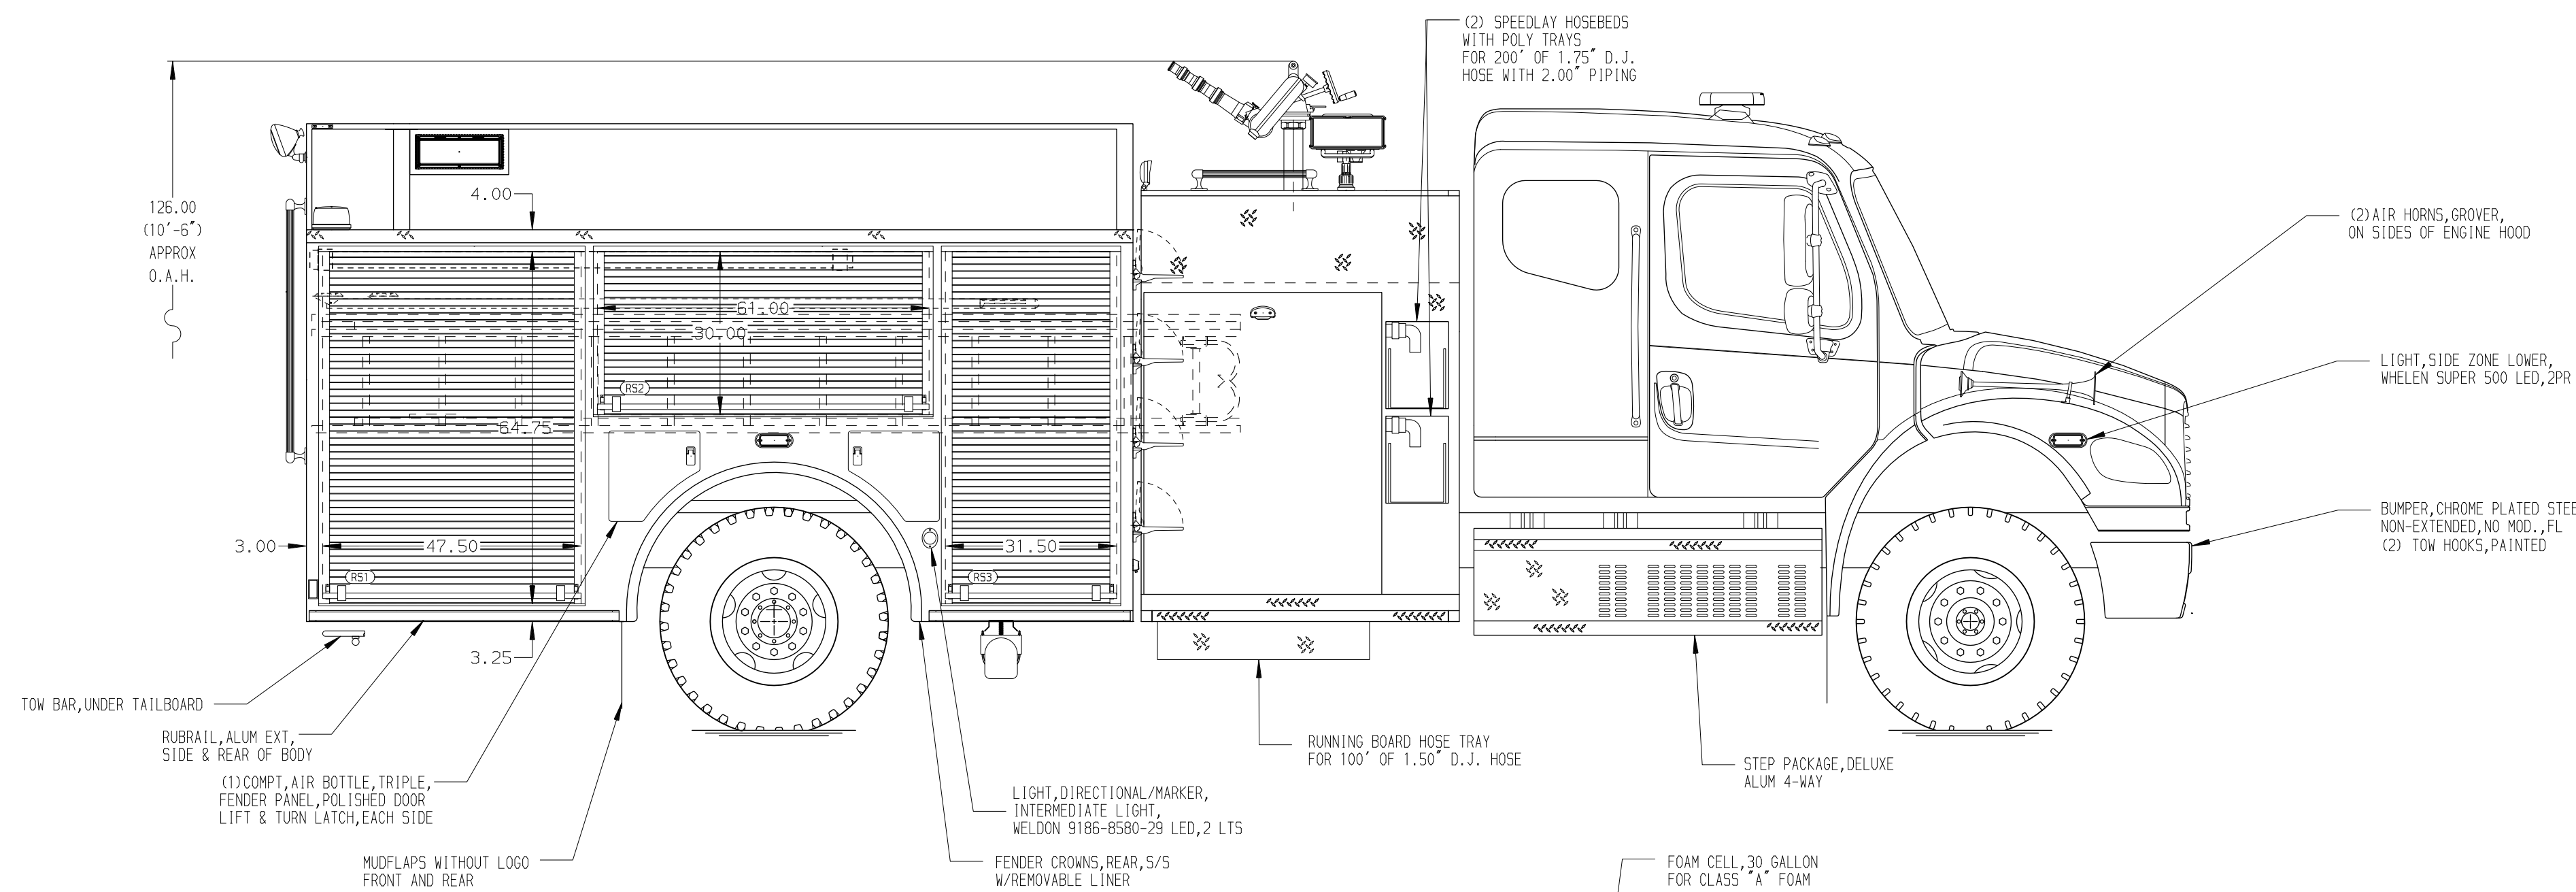 (2) SPEEDLAY HOSEBEDS
WITH POLY TRAYS
FOR 200' OF 1.75" D.J.
HOSE WITH 2.00" PIPING
126.00
(10'-6")
APPROX
O.A.H.
4.00
(2)AIR HORNS,GROVER,
ON SIDES OF ENGINE HOOD
61.00
30.00
RS2
LIGHT,SIDE ZONE LOWER,
WHELEN SUPER 500 LED,2PR
64.75
BUMPER,CHROME PLATED STEE
NON-EXTENDED,NO MOD.,FL
(2) TOW HOOKS,PAINTED
3.00
47.50
31.50
RS1
RS3
3.25
TOW BAR,UNDER TAILBOARD
RUBRAIL,ALUM EXT,
SIDE & REAR OF BODY
RUNNING BOARD HOSE TRAY
FOR 100' OF 1.50" D.J. HOSE
STEP PACKAGE,DELUXE
ALUM 4-WAY
(1)COMPT,AIR BOTTLE,TRIPLE,
FENDER PANEL,POLISHED DOOR
LIFT & TURN LATCH,EACH SIDE
LIGHT,DIRECTIONAL/MARKER,
INTERMEDIATE LIGHT,
WELDON 9186-8580-29 LED,2 LTS
MUDFLAPS WITHOUT LOGO
FRONT AND REAR
FENDER CROWNS,REAR,S/S
W/REMOVABLE LINER
FOAM CELL,30 GALLON
FOR CLASS "A" FOAM